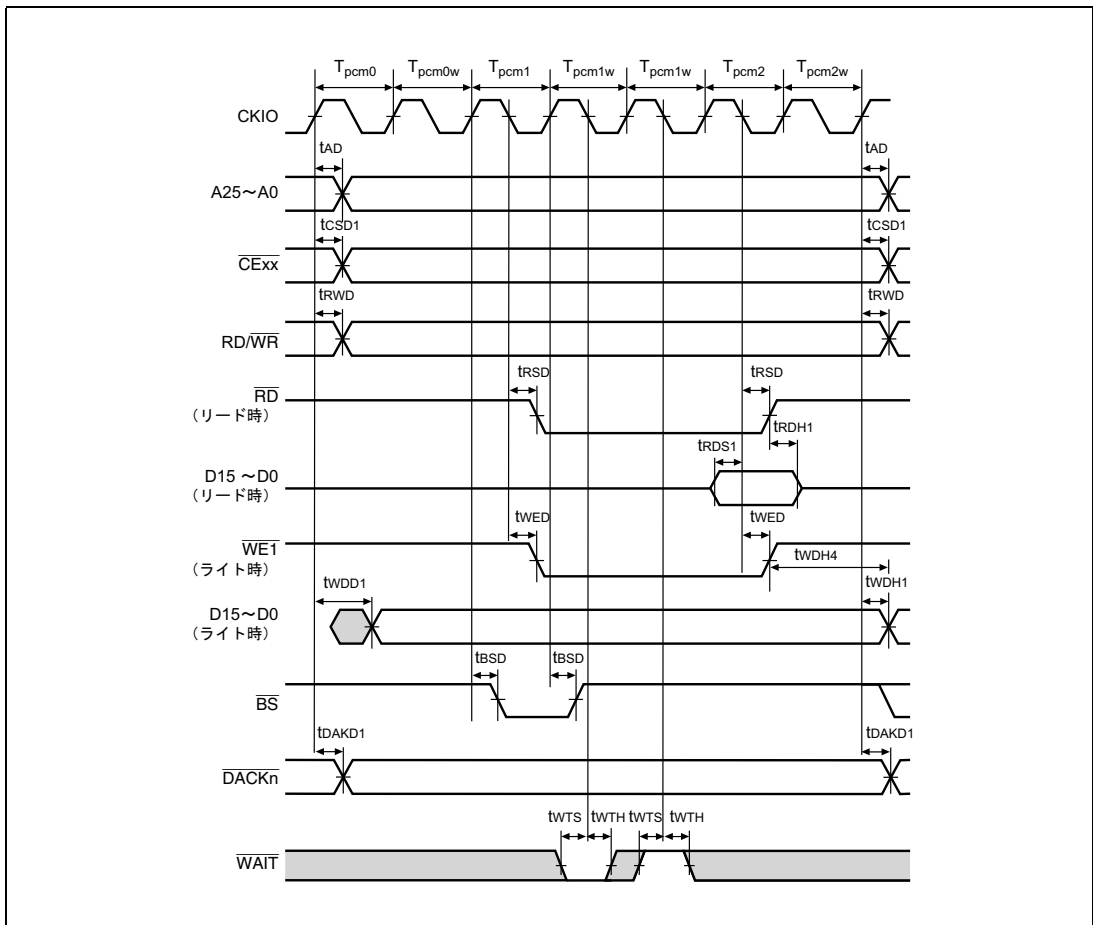 Tpcm0 Tpcm0w Tpcm1 Tpcm1w Tpcm1w Tpcm2 Tpcm2w
CKIO
tAD tAD
A25～A0
tCSD1 tCSD1
CExx
tRWD tRWD
RD/WR
tRSD tRSD
RD
（リード時）
tRDH1
tRDS1
D15 ～D0
（リード時）
tWED tWED
WE1
（ライト時）
tWDH4
tWDD1 tWDH1
D15～D0
（ライト時）
tBSD tBSD
BS
tDAKD1 tDAKD1
DACKn
tWTS tWTH tWTS tWTH
WAIT